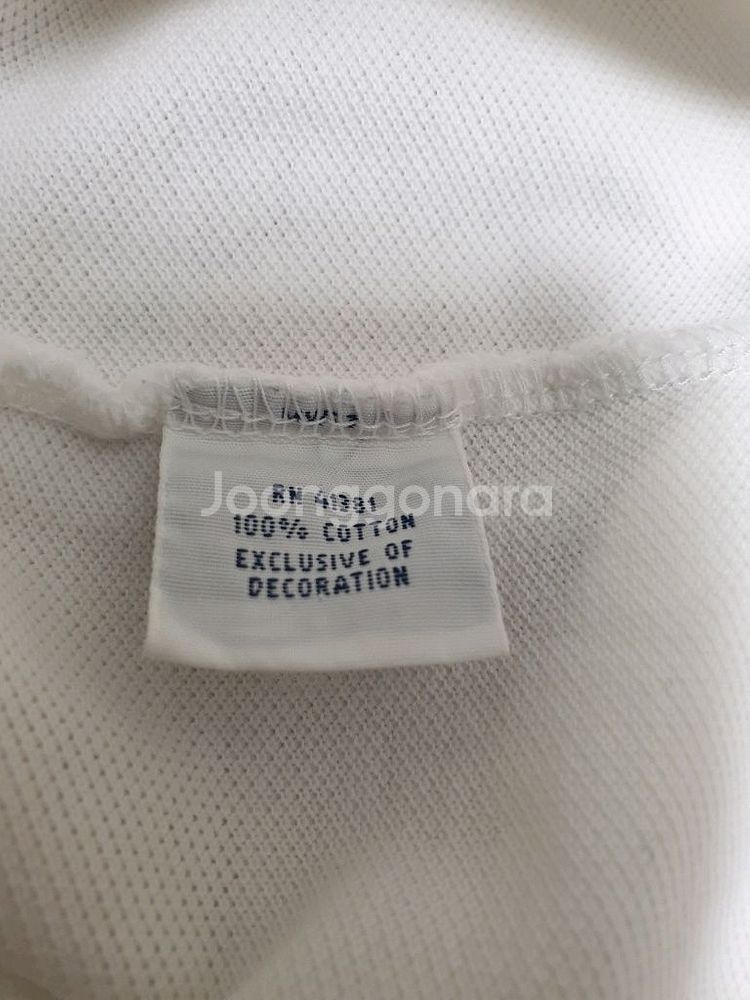 RN 41381
100% COTTON
EXCLUSIVE OF
DECORATION
Joonggonara